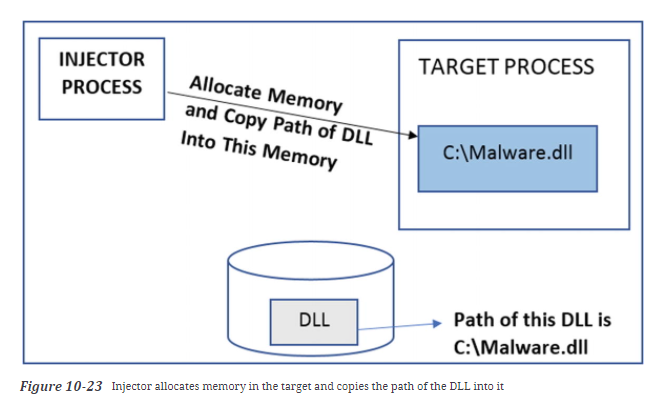 INJECTOR
PROCESS
Allocate Memory
and Copy Path of DLL
Into This Memory
TARGET PROCESS
C:\Malware.dll
DLL
Path of this DLL is
C:\Malware.dll
Figure 10-23 Injector allocates memory in the target and copies the path of the DLL into it